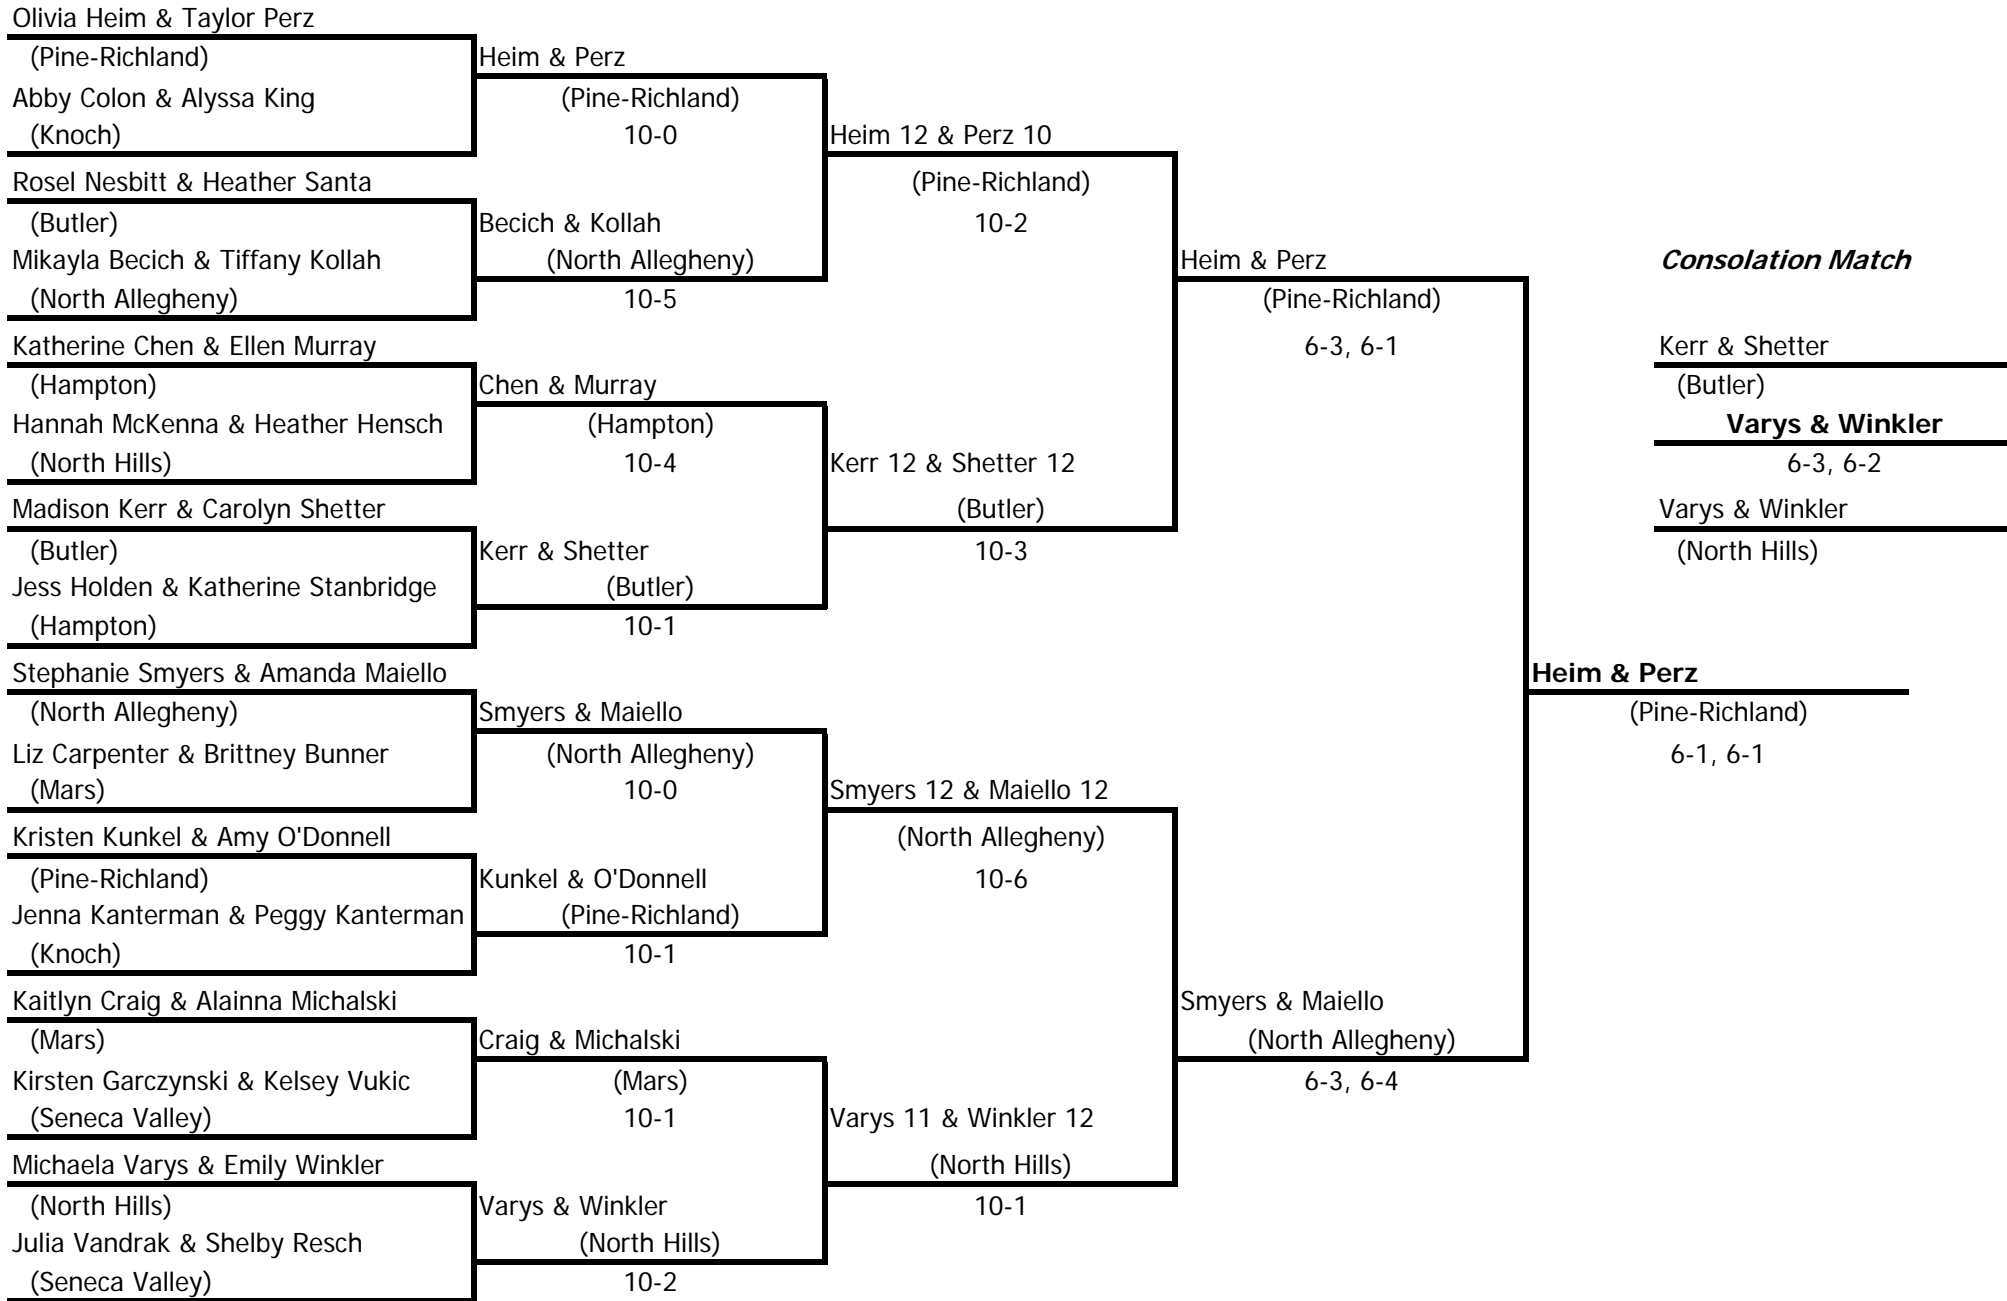 Olivia Heim & Taylor Perz
(Pine-Richland)
Abby Colon & Alyssa King
(Knoch)
Rosel Nesbitt & Heather Santa
(Butler)
Mikayla Becich & Tiffany Kollah
(North Allegheny)
Katherine Chen & Ellen Murray
(Hampton)
Hannah McKenna & Heather Hensch
(North Hills)
Madison Kerr & Carolyn Shetter
(Butler)
Jess Holden & Katherine Stanbridge
(Hampton)
Stephanie Smyers & Amanda Maiello
(North Allegheny)
Liz Carpenter & Brittney Bunner
(Mars)
Kristen Kunkel & Amy O'Donnell
(Pine-Richland)
Jenna Kanterman & Peggy Kanterman
(Knoch)
Kaitlyn Craig & Alainna Michalski
(Mars)
Kirsten Garczynski & Kelsey Vukic
(Seneca Valley)
Michaela Varys & Emily Winkler
(North Hills)
Julia Vandrak & Shelby Resch
(Seneca Valley)
Heim & Perz
(Pine-Richland)
10-0
Becich & Kollah
(North Allegheny)
10-5
Chen & Murray
(Hampton)
10-4
Kerr & Shetter
(Butler)
10-1
Smyers & Maiello
(North Allegheny)
10-0
Kunkel & O'Donnell
(Pine-Richland)
10-1
Craig & Michalski
(Mars)
10-1
Varys & Winkler
(North Hills)
10-2
Heim 12 & Perz 10
(Pine-Richland)
10-2
Kerr 12 & Shetter 12
(Butler)
10-3
Smyers 12 & Maiello 12
(North Allegheny)
10-6
Varys 11 & Winkler 12
(North Hills)
10-1
Heim & Perz
(Pine-Richland)
6-3, 6-1
Smyers & Maiello
(North Allegheny)
6-3, 6-4
Heim & Perz
(Pine-Richland)
6-1, 6-1
Consolation Match
Kerr & Shetter
(Butler)
Varys & Winkler
6-3, 6-2
Varys & Winkler
(North Hills)